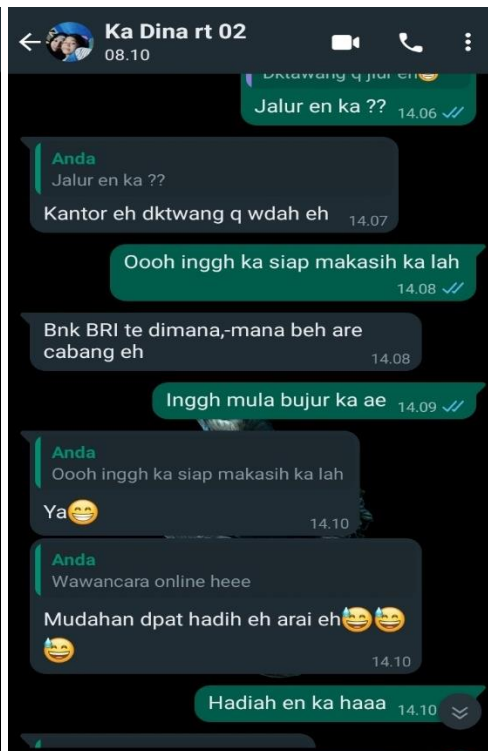 Ka Dina rt 02
08.10
Jalur en ka ??
14.06
Anda
Jalur en ka ??
Kantor eh dktwang q wdah eh
14.07
Oooh inggh ka siap makasih ka lah
14.08
Bnk BRI te dimana,-mana beh are
cabang eh
14.08
Inggh mula bujur ka ae
14.09
Anda
Oooh inggh ka siap makasih ka lah
Ya😁
14.10
Anda
Wawancara online heee
Mudahan dpat hadih eh arai eh😅😅
😅
14.10
Hadiah en ka haaa
14.10